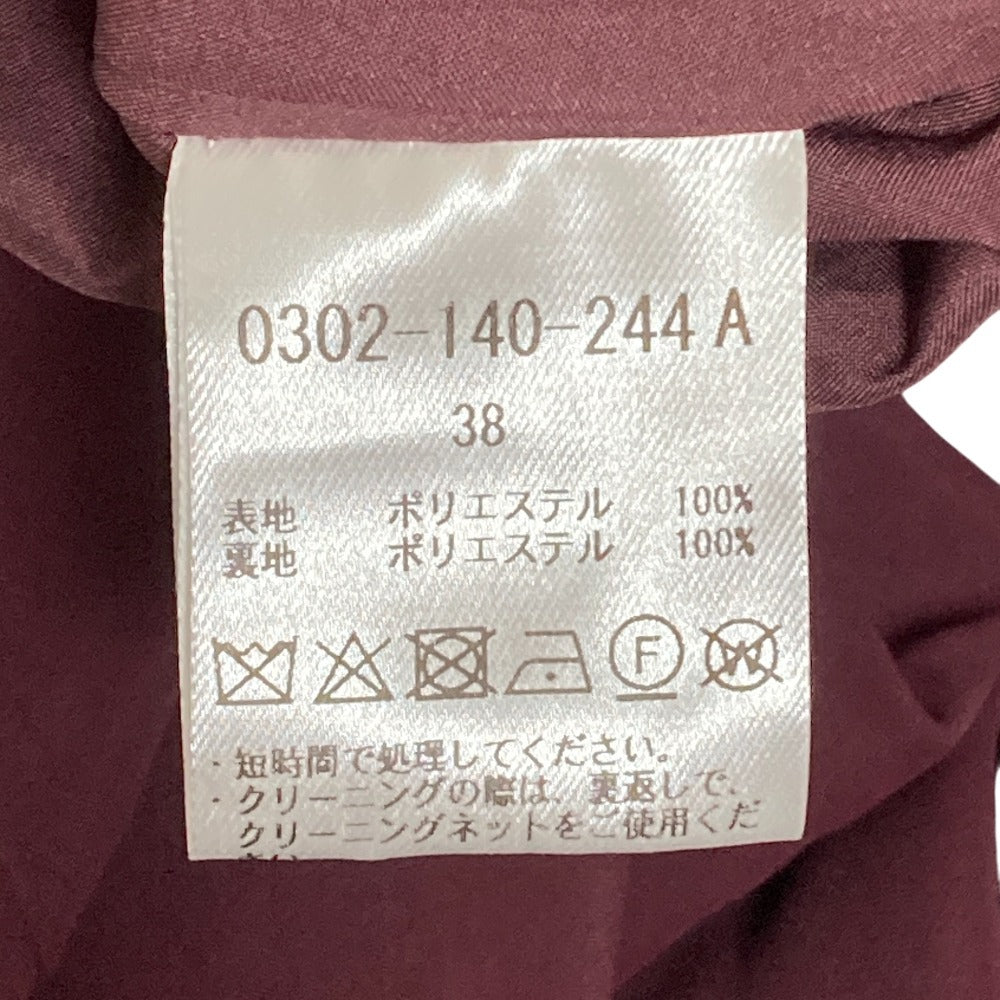 0302-140-244 A
38
表地 ポリエステル 100%
裏地 ポリエステル 100%
F W
・短時間で処理してください。
・クリーニングの際は、裏返しで、
クリーニングネットをご使用くだ
さい